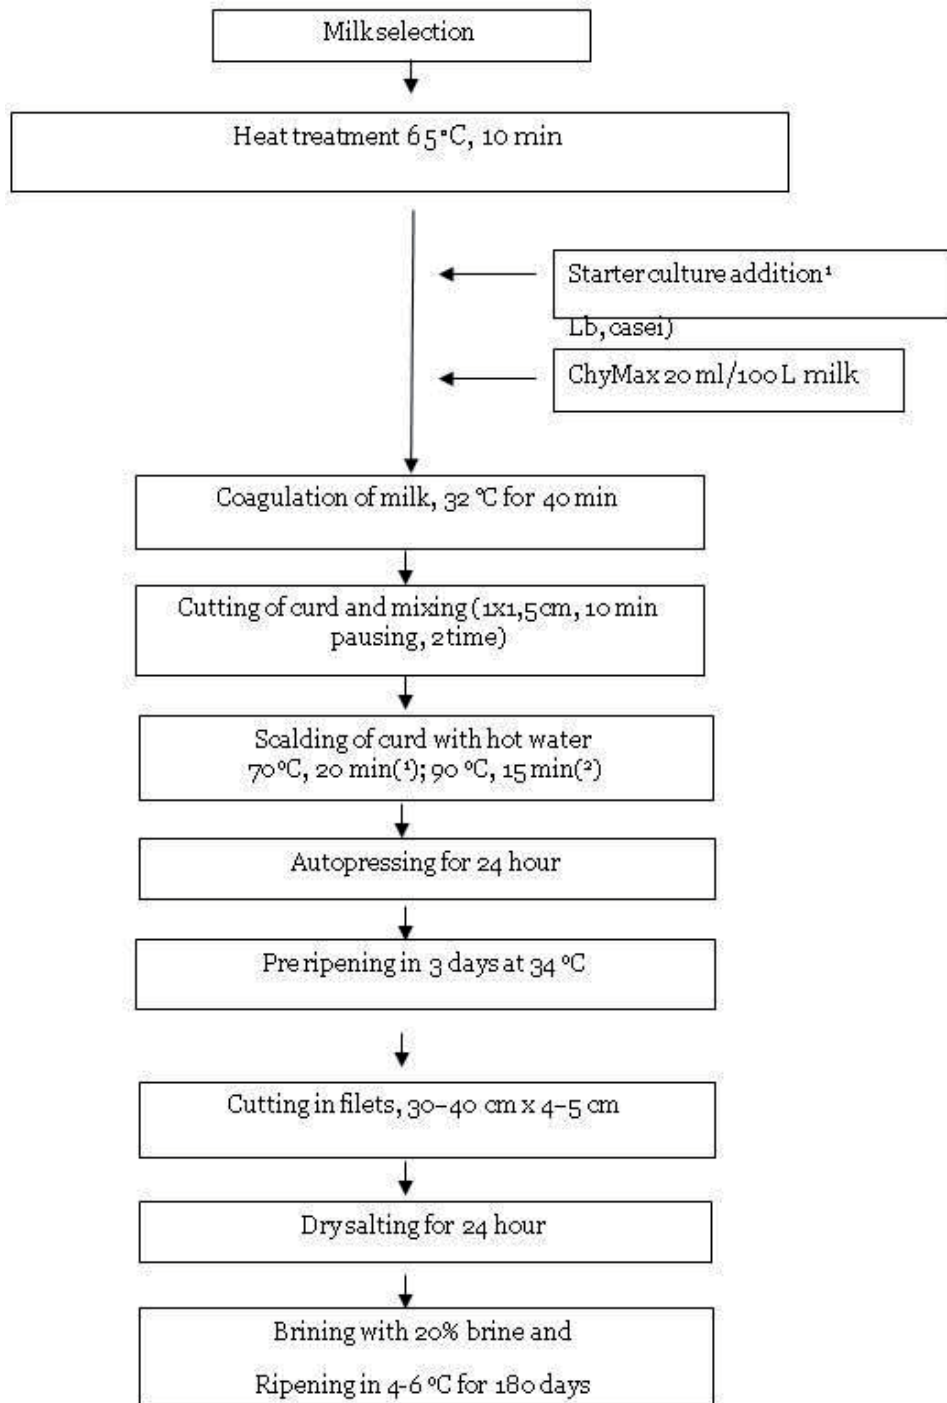 Milk selection
Heat treatment 65°C, 10 min
Starter culture addition¹
Lb, casei)
ChyMax 20 ml/100 L milk
Coagulation of milk, 32 °C for 40 min
Cutting of curd and mixing (1x1,5cm, 10 min
pausing, 2time)
Scalding of curd with hot water
70°C, 20 min(¹); 90 °C, 15 min(²)
Autopressing for 24 hour
Pre ripening in 3 days at 34 °C
Cutting in filets, 30–40 cm x 4–5 cm
Dry salting for 24 hour
Brining with 20% brine and
Ripening in 4-6 °C for 180 days